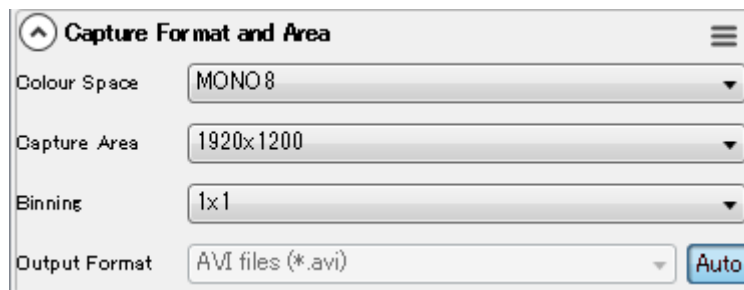 Capture Format and Area
Colour Space MONO8
Capture Area 1920x1200
Binning 1x1
Output Format AVI files (*.avi) Auto